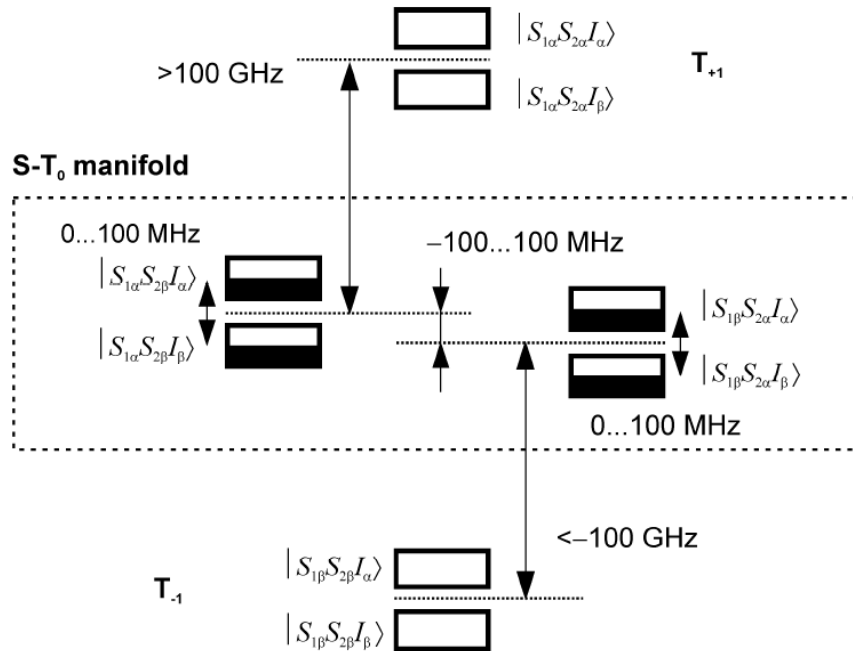 |S₁αS₂αIα⟩
T₊₁
>100 GHz
|S₁αS₂αIβ⟩
S-T₀ manifold
0...100 MHz
−100...100 MHz
|S₁αS₂βIα⟩
|S₁βS₂αIα⟩
|S₁αS₂βIβ⟩
|S₁βS₂αIβ⟩
0...100 MHz
<−100 GHz
|S₁βS₂βIα⟩
T₋₁
|S₁βS₂βIβ⟩